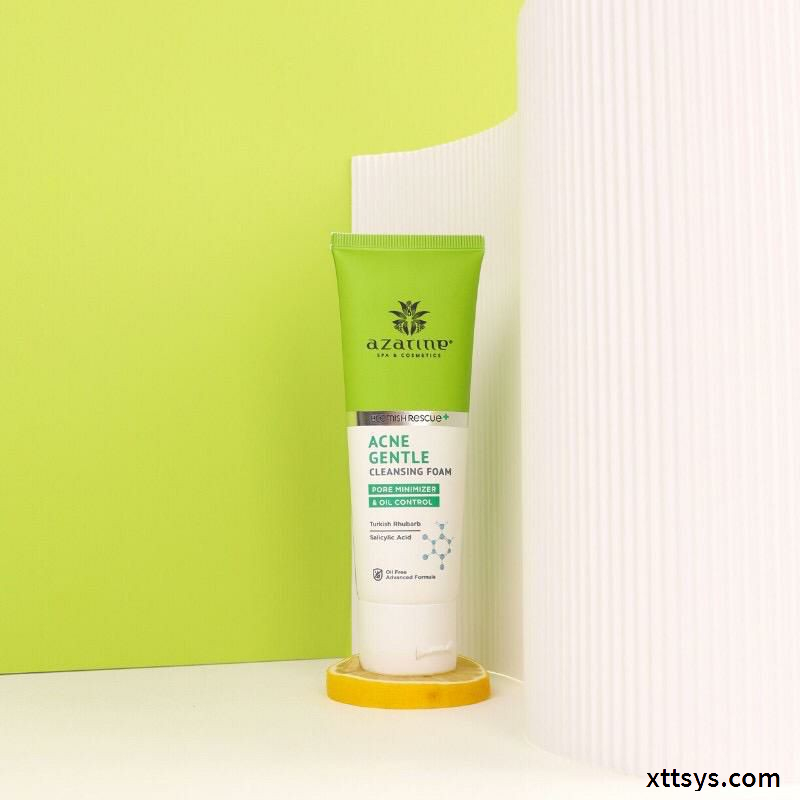 azarine®
SPA & COSMETICS
BLEMISH RESCUE+
ACNE
GENTLE
CLEANSING FOAM
PORE MINIMIZER
& OIL CONTROL
Turkish Rhubarb
Salicylic Acid
Oil Free
Advanced Formula
xttsys.com